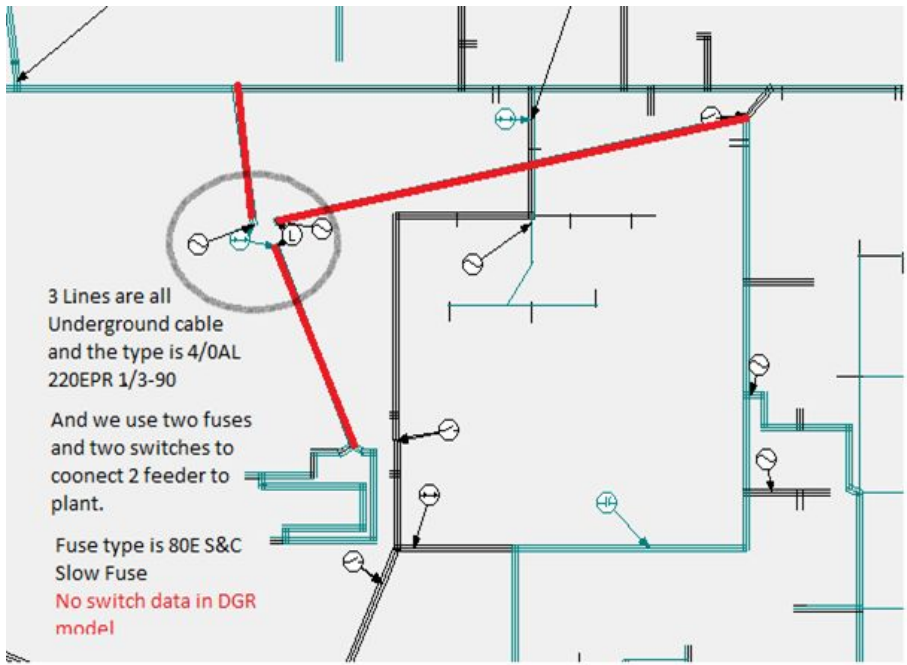 L
3 Lines are all
Underground cable
and the type is 4/0AL
220EPR 1/3-90
And we use two fuses
and two switches to
coonect 2 feeder to
plant.
Fuse type is 80E S&C
Slow Fuse
No switch data in DGR
model